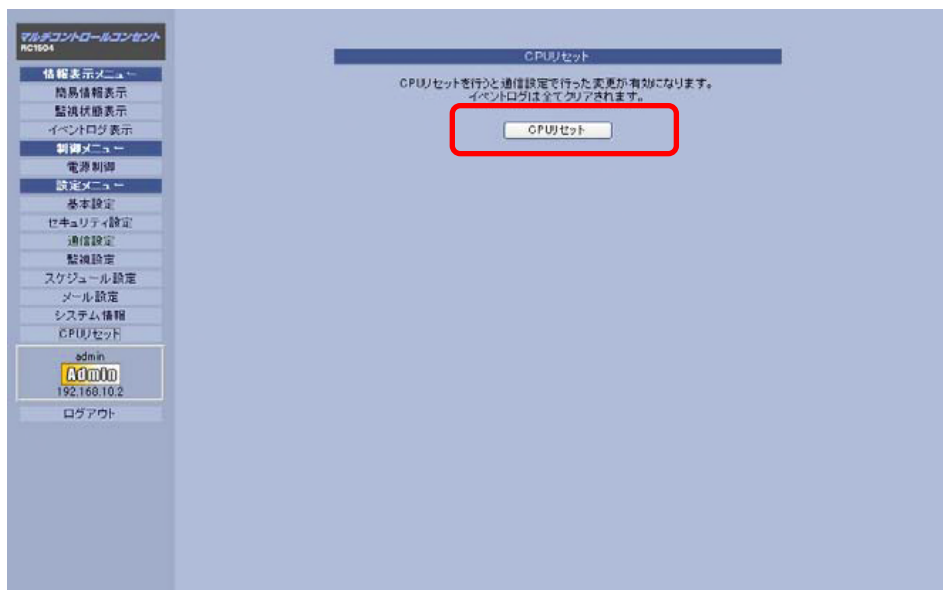 マルチコントロールコンセント
RC1504
情報表示メニュー
簡易情報表示
監視状態表示
イベントログ表示
制御メニュー
電源制御
設定メニュー
基本設定
セキュリティ設定
通信設定
監視設定
スケジュール設定
メール設定
システム情報
CPUリセット
admin
Admin
192.168.10.2
ログアウト
CPUリセット
CPUリセットを行うと通信設定で行った変更が有効になります。
イベントログは全てクリアされます。
CPUリセット